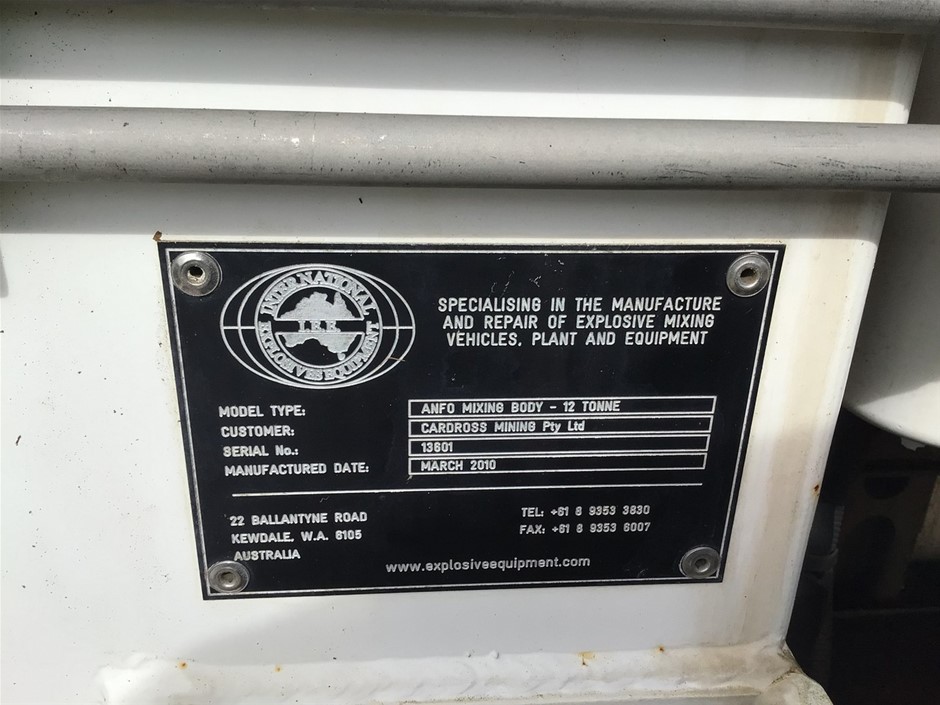 INTERNATIONAL
I.E.E.
EXPLOSIVES EQUIPMENT
SPECIALISING IN THE MANUFACTURE
AND REPAIR OF EXPLOSIVE MIXING
VEHICLES, PLANT AND EQUIPMENT
MODEL TYPE: ANFO MIXING BODY - 12 TONNE
CUSTOMER: CARDROSS MINING Pty Ltd
SERIAL No.: 13601
MANUFACTURED DATE: MARCH 2010
22 BALLANTYNE ROAD
KEWDALE, W.A. 6105
AUSTRALIA
TEL: +61 8 9353 3830
FAX: +61 8 9353 6007
www.explosiveequipment.com